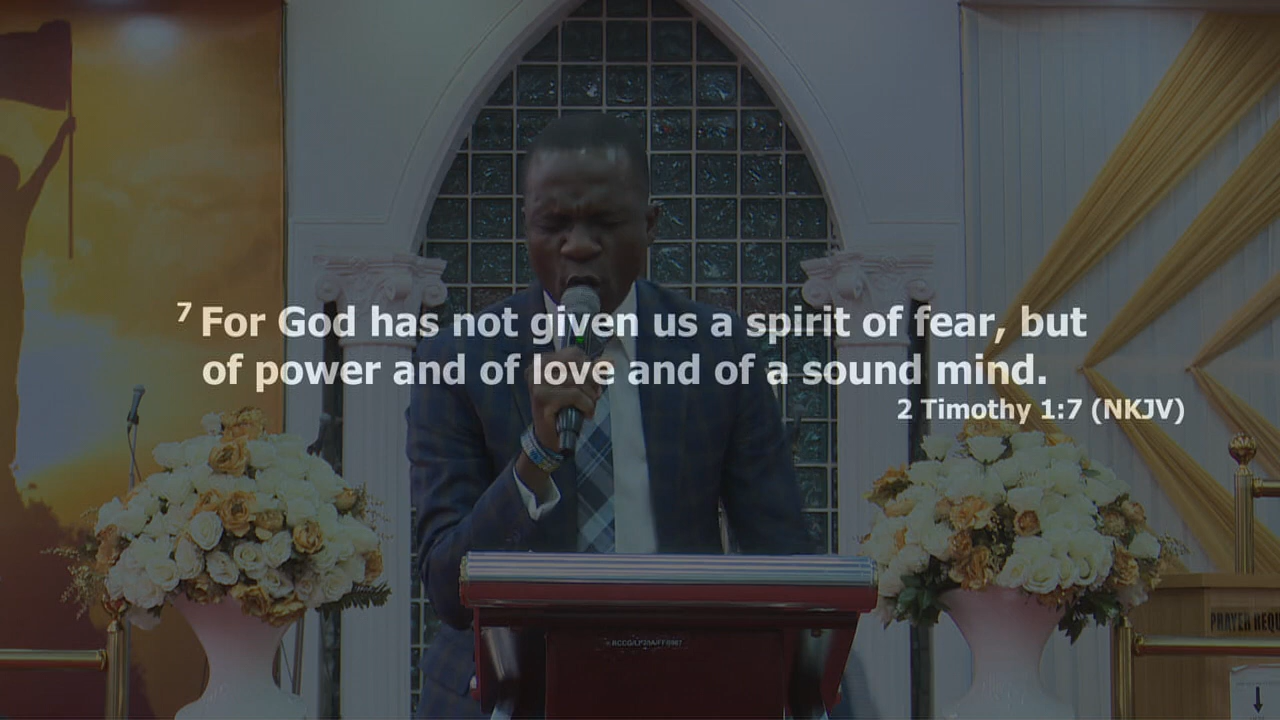 7 For God has not given us a spirit of fear, but
of power and of love and of a sound mind.
2 Timothy 1:7 (NKJV)
PRAYER REQU